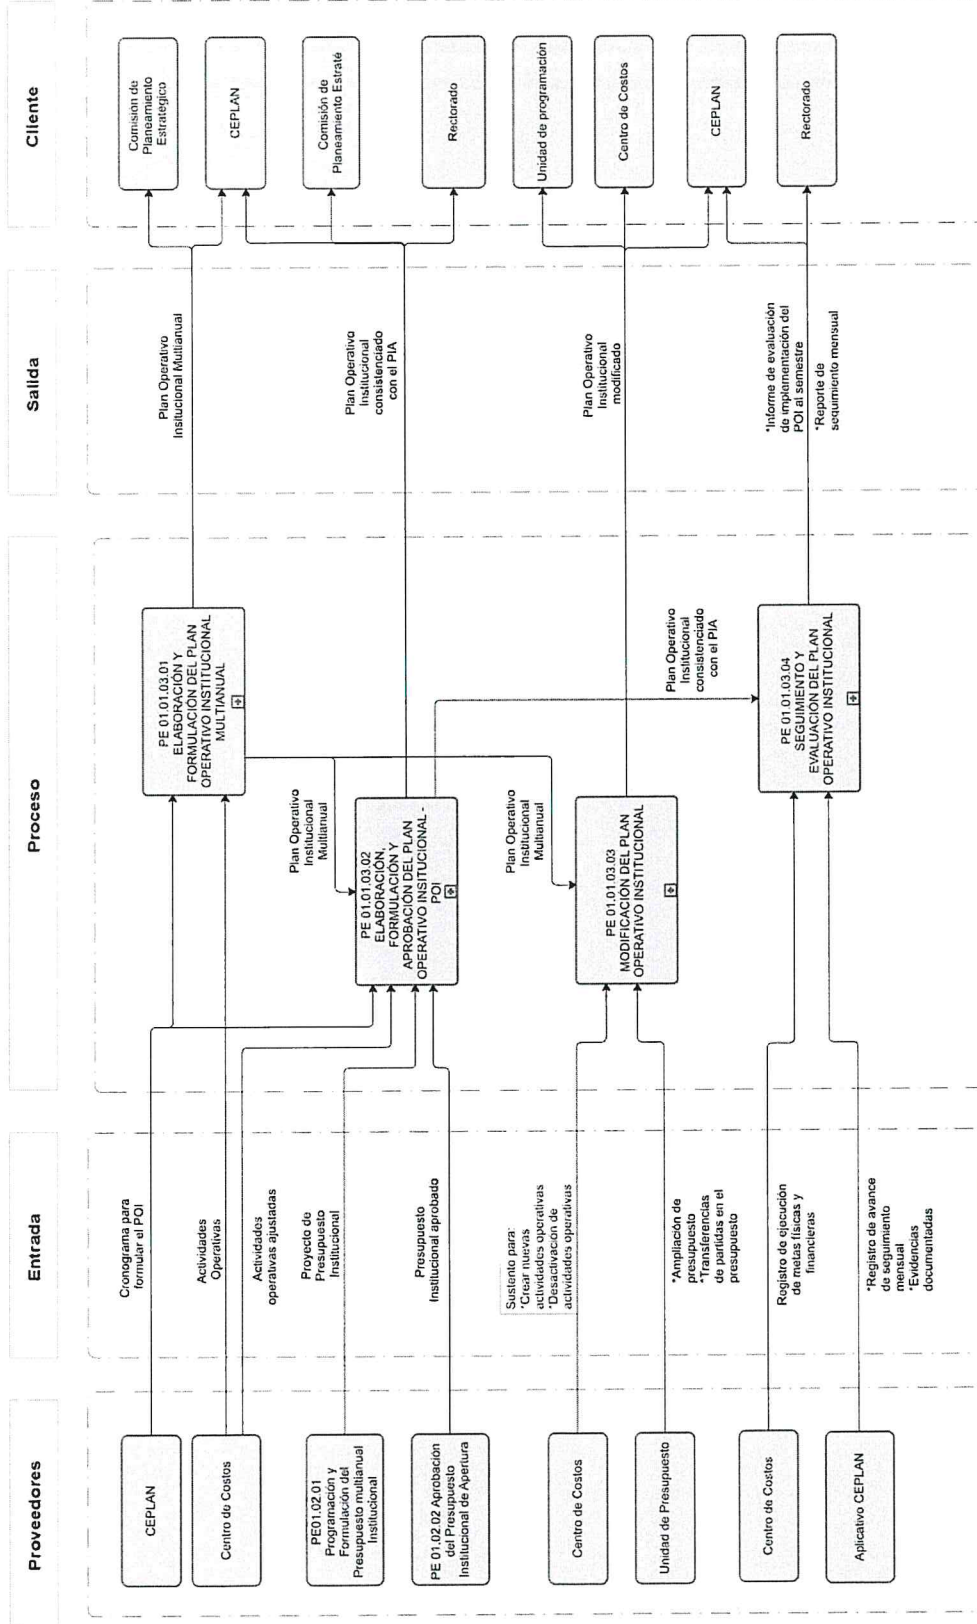 Proveedores
Entrada
Proceso
Salida
Cliente
CEPLAN
Centro de Costos
PE01.02.01
Programación y
Formulación del
Presupuesto multianual
Institucional
PE 01.02.02 Aprobación
del Presupuesto
Institucional de Apertura
Centro de Costos
Unidad de Presupuesto
Centro de Costos
Aplicativo CEPLAN
Cronograma para
formular el POI
Actividades
Operativas
Actividados
operativas ajustadas
Proyecto de
Presupuesto
Institucional
Presupuesto
Institucional aprobado
Sustento para:
*Crear nuevas
actividades operativas
*Desactivación de
actividades operativas
*Ampliación de
presupuesto
*Transferencias
de partidas en el
presupuesto
Registro de ejecución
de metas físicas y
financieras
*Registro de avance
de seguimiento
mensual
*Evidencias
documentadas
PE 01.01.03.01
ELABORACIÓN Y
FORMULACIÓN DEL PLAN
OPERATIVO INSTITUCIONAL
MULTIANUAL
Plan Operativo
Institucional
Multianual
PE 01.01.03.02
ELABORACIÓN,
FORMULACIÓN Y
APROBACIÓN DEL PLAN
OPERATIVO INSITUCIONAL -
POI
Plan Operativo
Institucional
Multianual
PE 01.01.03.03
MODIFICACIÓN DEL PLAN
OPERATIVO INSTITUCIONAL
Plan Operativo
Institucional
consistenciado
con el PIA
PE 01.01.03.04
SEGUIMIENTO Y
EVALUACIÓN DEL PLAN
OPERATIVO INSTITUCIONAL
Plan Operativo
Insitucional Multianual
Plan Operativo
Institucional
consistenciado
con el PIA
Plan Operativo
Institucional
modificado
*Informe de evaluación
de implementación del
POI al semestre
*Reporte de
seguimiento mensual
Comisión de
Planeamiento
Estratégico
CEPLAN
Comisión de
Planeamiento Estraté
Rectorado
Unidad de programación
Centro de Costos
CEPLAN
Rectorado